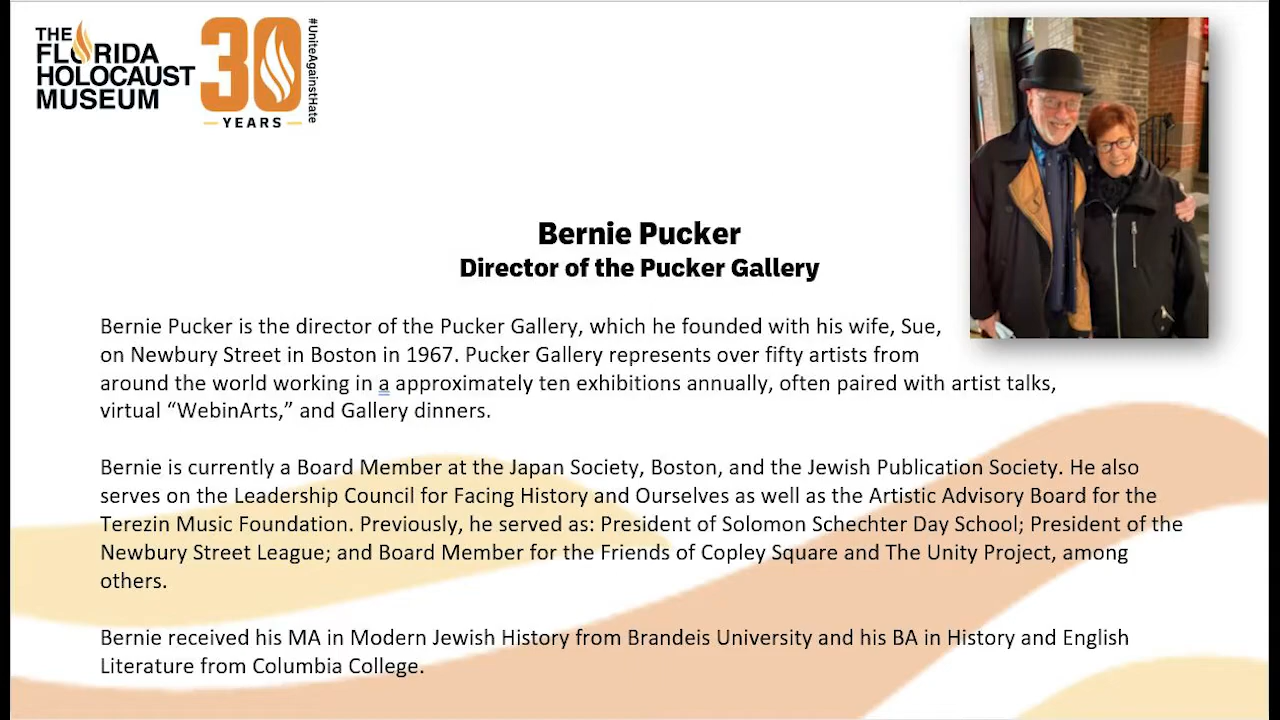 THE
FLORIDA
HOLOCAUST
MUSEUM
30
YEARS
#UniteAgainstHate
Bernie Pucker
Director of the Pucker Gallery
Bernie Pucker is the director of the Pucker Gallery, which he founded with his wife, Sue,
on Newbury Street in Boston in 1967. Pucker Gallery represents over fifty artists from
around the world working in a approximately ten exhibitions annually, often paired with artist talks,
virtual “WebinArts,” and Gallery dinners.
Bernie is currently a Board Member at the Japan Society, Boston, and the Jewish Publication Society. He also
serves on the Leadership Council for Facing History and Ourselves as well as the Artistic Advisory Board for the
Terezin Music Foundation. Previously, he served as: President of Solomon Schechter Day School; President of the
Newbury Street League; and Board Member for the Friends of Copley Square and The Unity Project, among
others.
Bernie received his MA in Modern Jewish History from Brandeis University and his BA in History and English
Literature from Columbia College.